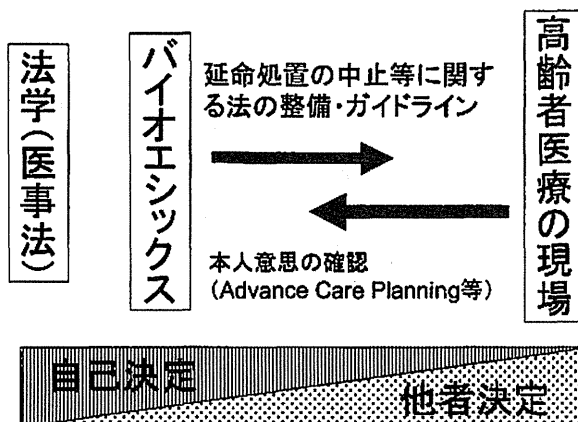 法学(医事法)
バイオエシックス
延命処置の中止等に関す
る法の整備・ガイドライン
本人意思の確認
(Advance Care Planning等)
高齢者医療の現場
自己決定
他者決定